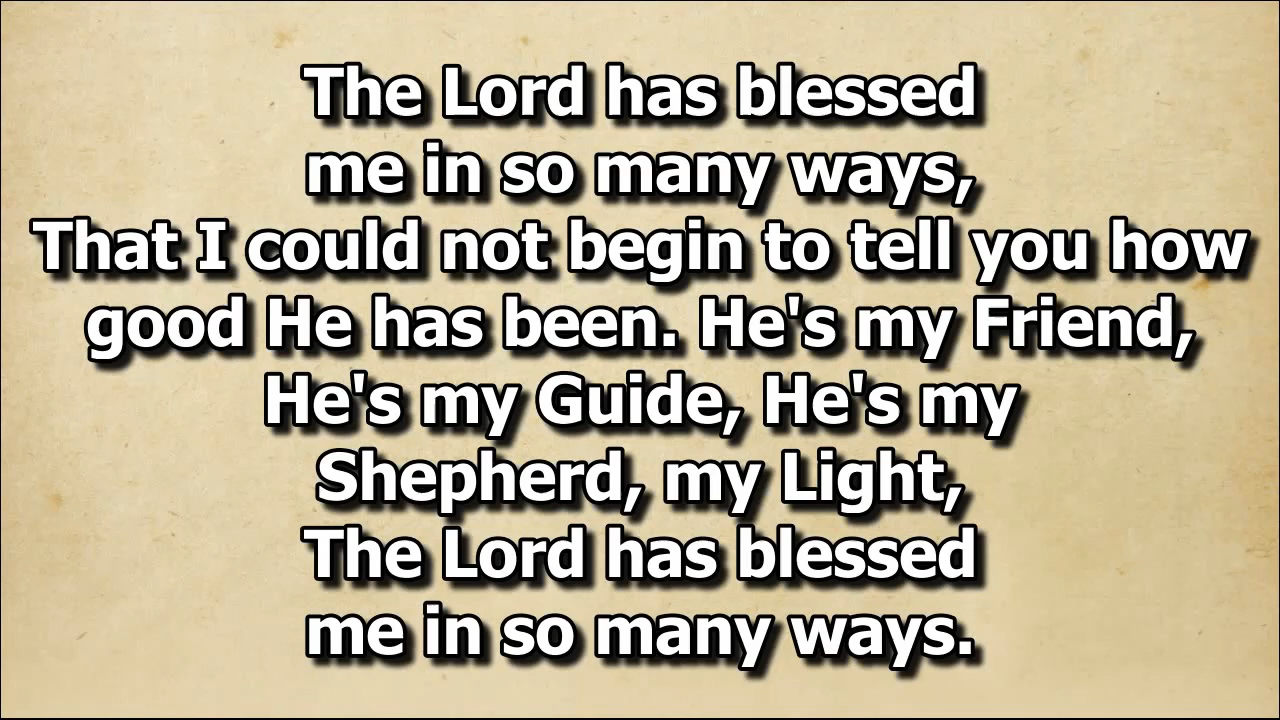 The Lord has blessed
me in so many ways,
That I could not begin to tell you how
good He has been. He's my Friend,
He's my Guide, He's my
Shepherd, my Light,
The Lord has blessed
me in so many ways.